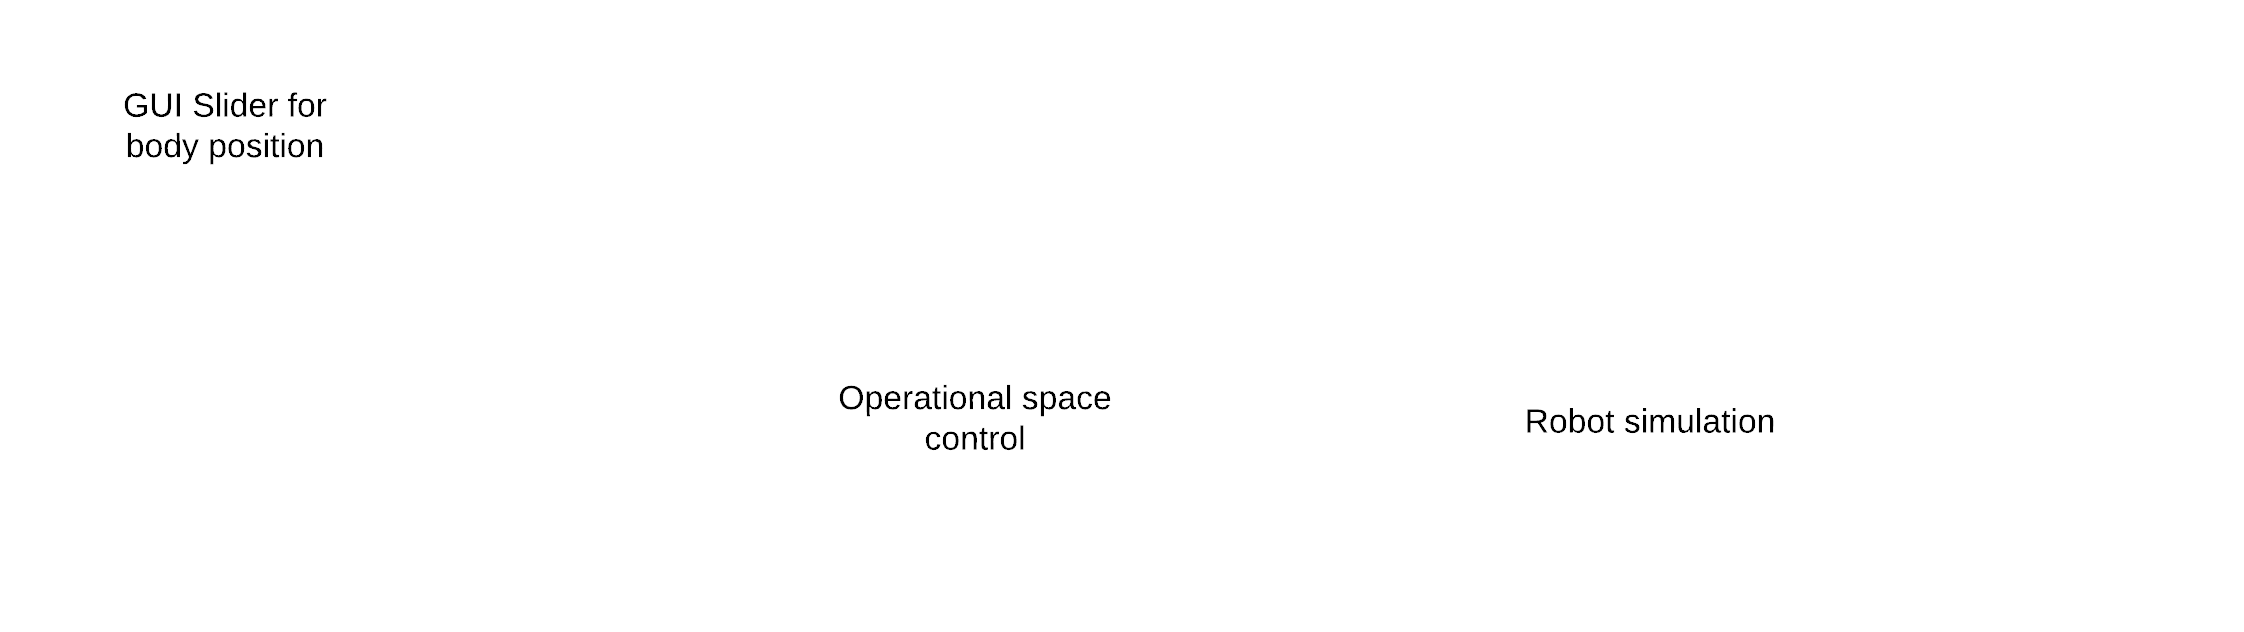 GUI Slider for
body position
Operational space
control
Robot simulation